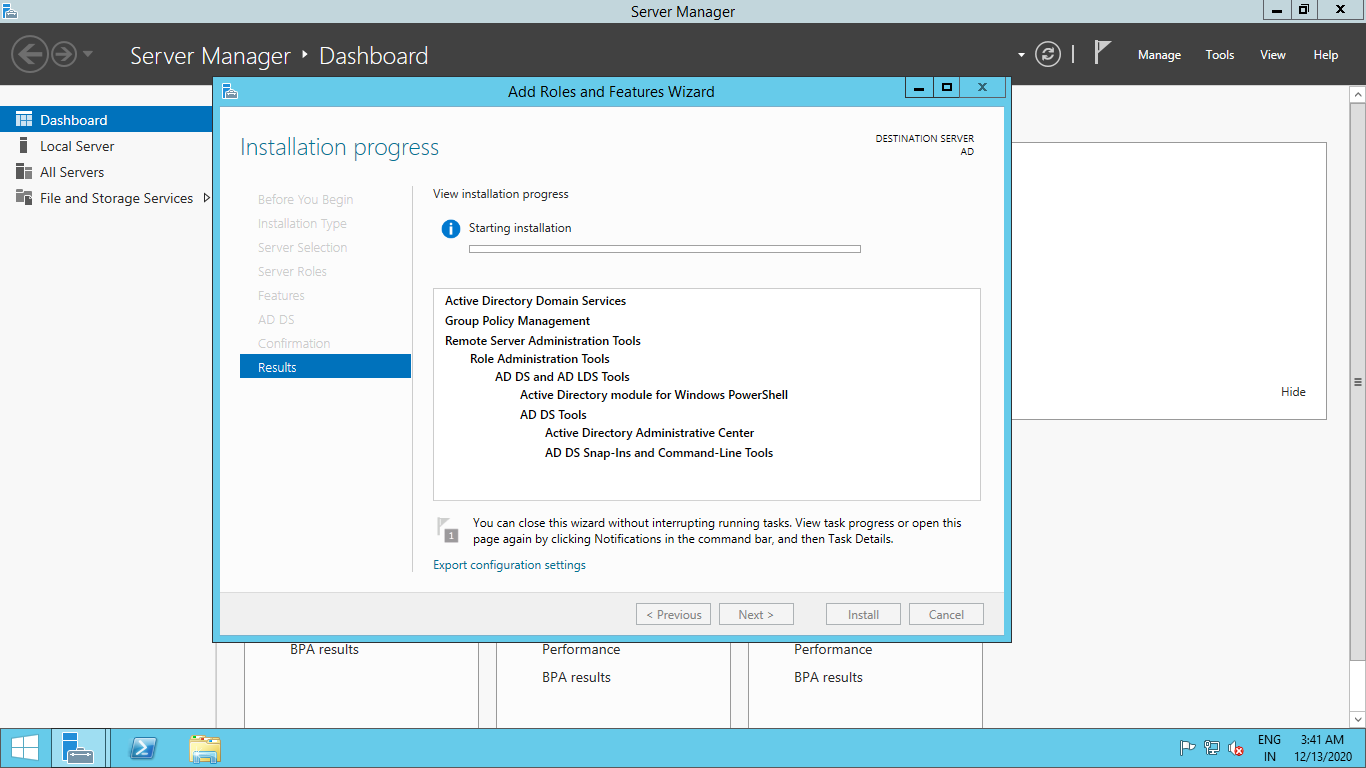 Server Manager
Server Manager ‣ Dashboard
Manage
Tools
View
Help
Dashboard
Local Server
All Servers
File and Storage Services
Add Roles and Features Wizard
Installation progress
DESTINATION SERVER
AD
Before You Begin
Installation Type
Server Selection
Server Roles
Features
AD DS
Confirmation
Results
View installation progress
Starting installation
Active Directory Domain Services
Group Policy Management
Remote Server Administration Tools
Role Administration Tools
AD DS and AD LDS Tools
Active Directory module for Windows PowerShell
AD DS Tools
Active Directory Administrative Center
AD DS Snap-Ins and Command-Line Tools
1
You can close this wizard without interrupting running tasks. View task progress or open this
page again by clicking Notifications in the command bar, and then Task Details.
Export configuration settings
< Previous
Next >
Install
Cancel
Hide
BPA results
Performance
BPA results
Performance
BPA results
ENG
IN
3:41 AM
12/13/2020